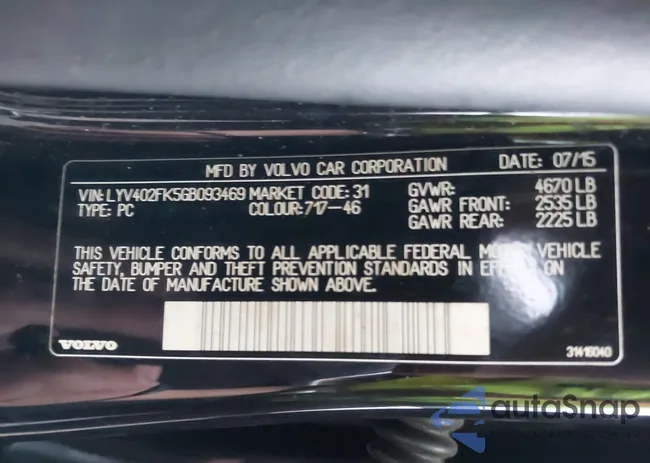 MFD BY VOLVO CAR CORPORATION DATE: 07/15
VIN: LYV402FK5GB093469 MARKET CODE: 31 GVWR: 4670 LB
TYPE: PC COLOUR: 717-46 GAWR FRONT: 2535 LB
GAWR REAR: 2225 LB
THIS VEHICLE CONFORMS TO ALL APPLICABLE FEDERAL MOTOR VEHICLE
SAFETY, BUMPER AND THEFT PREVENTION STANDARDS IN EFFECT ON
THE DATE OF MANUFACTURE SHOWN ABOVE.
VOLVO 31416040
autoSnap